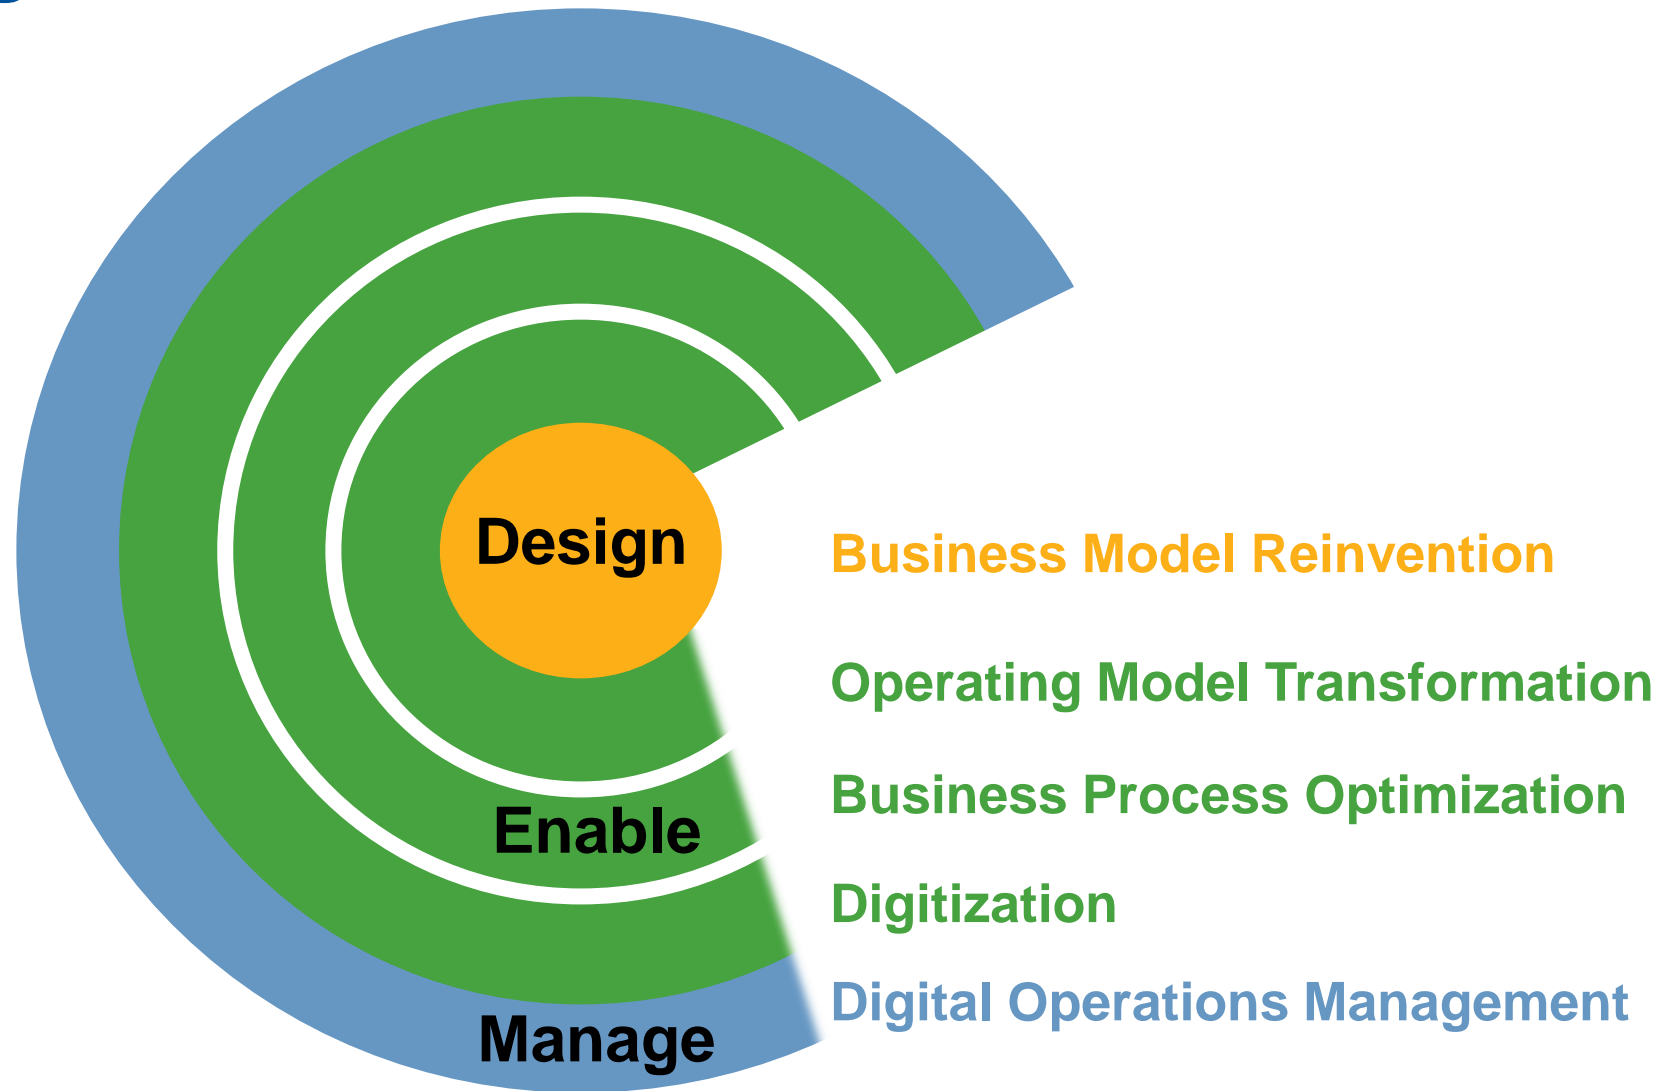 Design
Business Model Reinvention
Operating Model Transformation
Business Process Optimization
Enable
Digitization
Digital Operations Management
Manage